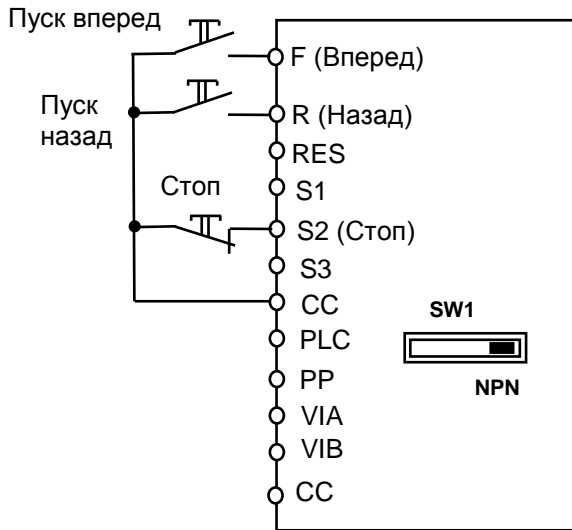 Пуск вперед
F (Вперед)
Пуск
назад
R (Назад)
RES
Стоп
S1
S2 (Стоп)
S3
CC
SW1
PLC
PP
NPN
VIA
VIB
CC